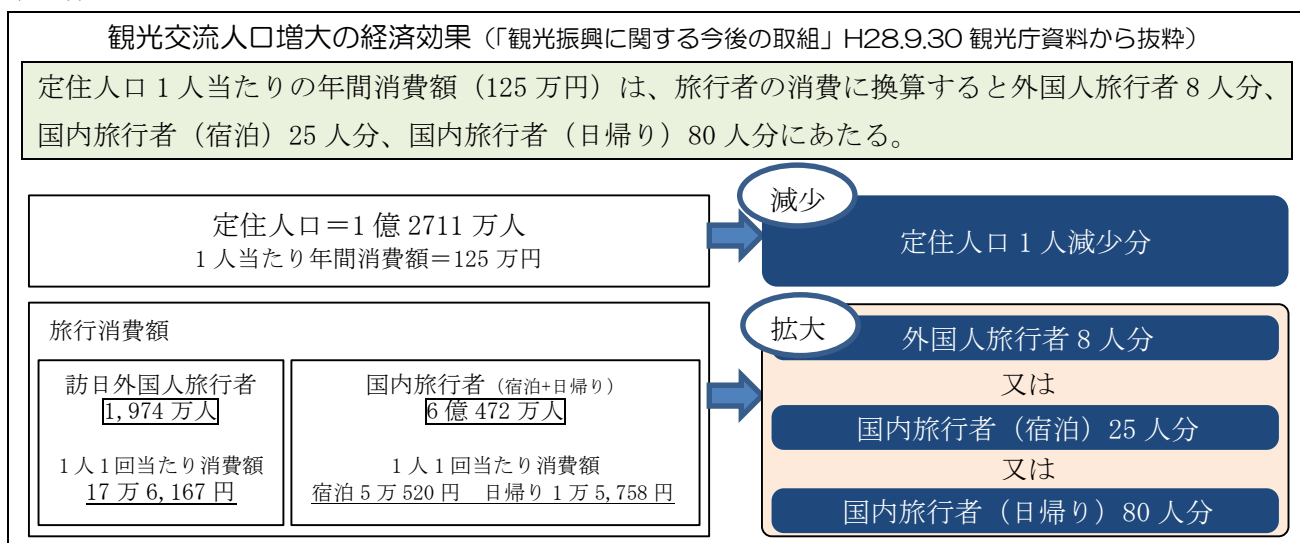 観光交流人口増大の経済効果（「観光振興に関する今後の取組」H28.9.30 観光庁資料から抜粋）
定住人口 1 人当たりの年間消費額（125 万円）は、旅行者の消費に換算すると外国人旅行者 8 人分、
国内旅行者（宿泊）25 人分、国内旅行者（日帰り）80 人分にあたる。
定住人口＝1 億 2711 万人
1 人当たり年間消費額＝125 万円
減少
定住人口 1 人減少分
旅行消費額
訪日外国人旅行者
1,974 万人
1人1回当たり消費額
17 万 6,167 円
国内旅行者（宿泊+日帰り）
6 億 472 万人
1人1回当たり消費額
宿泊 5 万 520 円　日帰り 1 万 5,758 円
拡大
外国人旅行者 8 人分
又は
国内旅行者（宿泊）25 人分
又は
国内旅行者（日帰り）80 人分